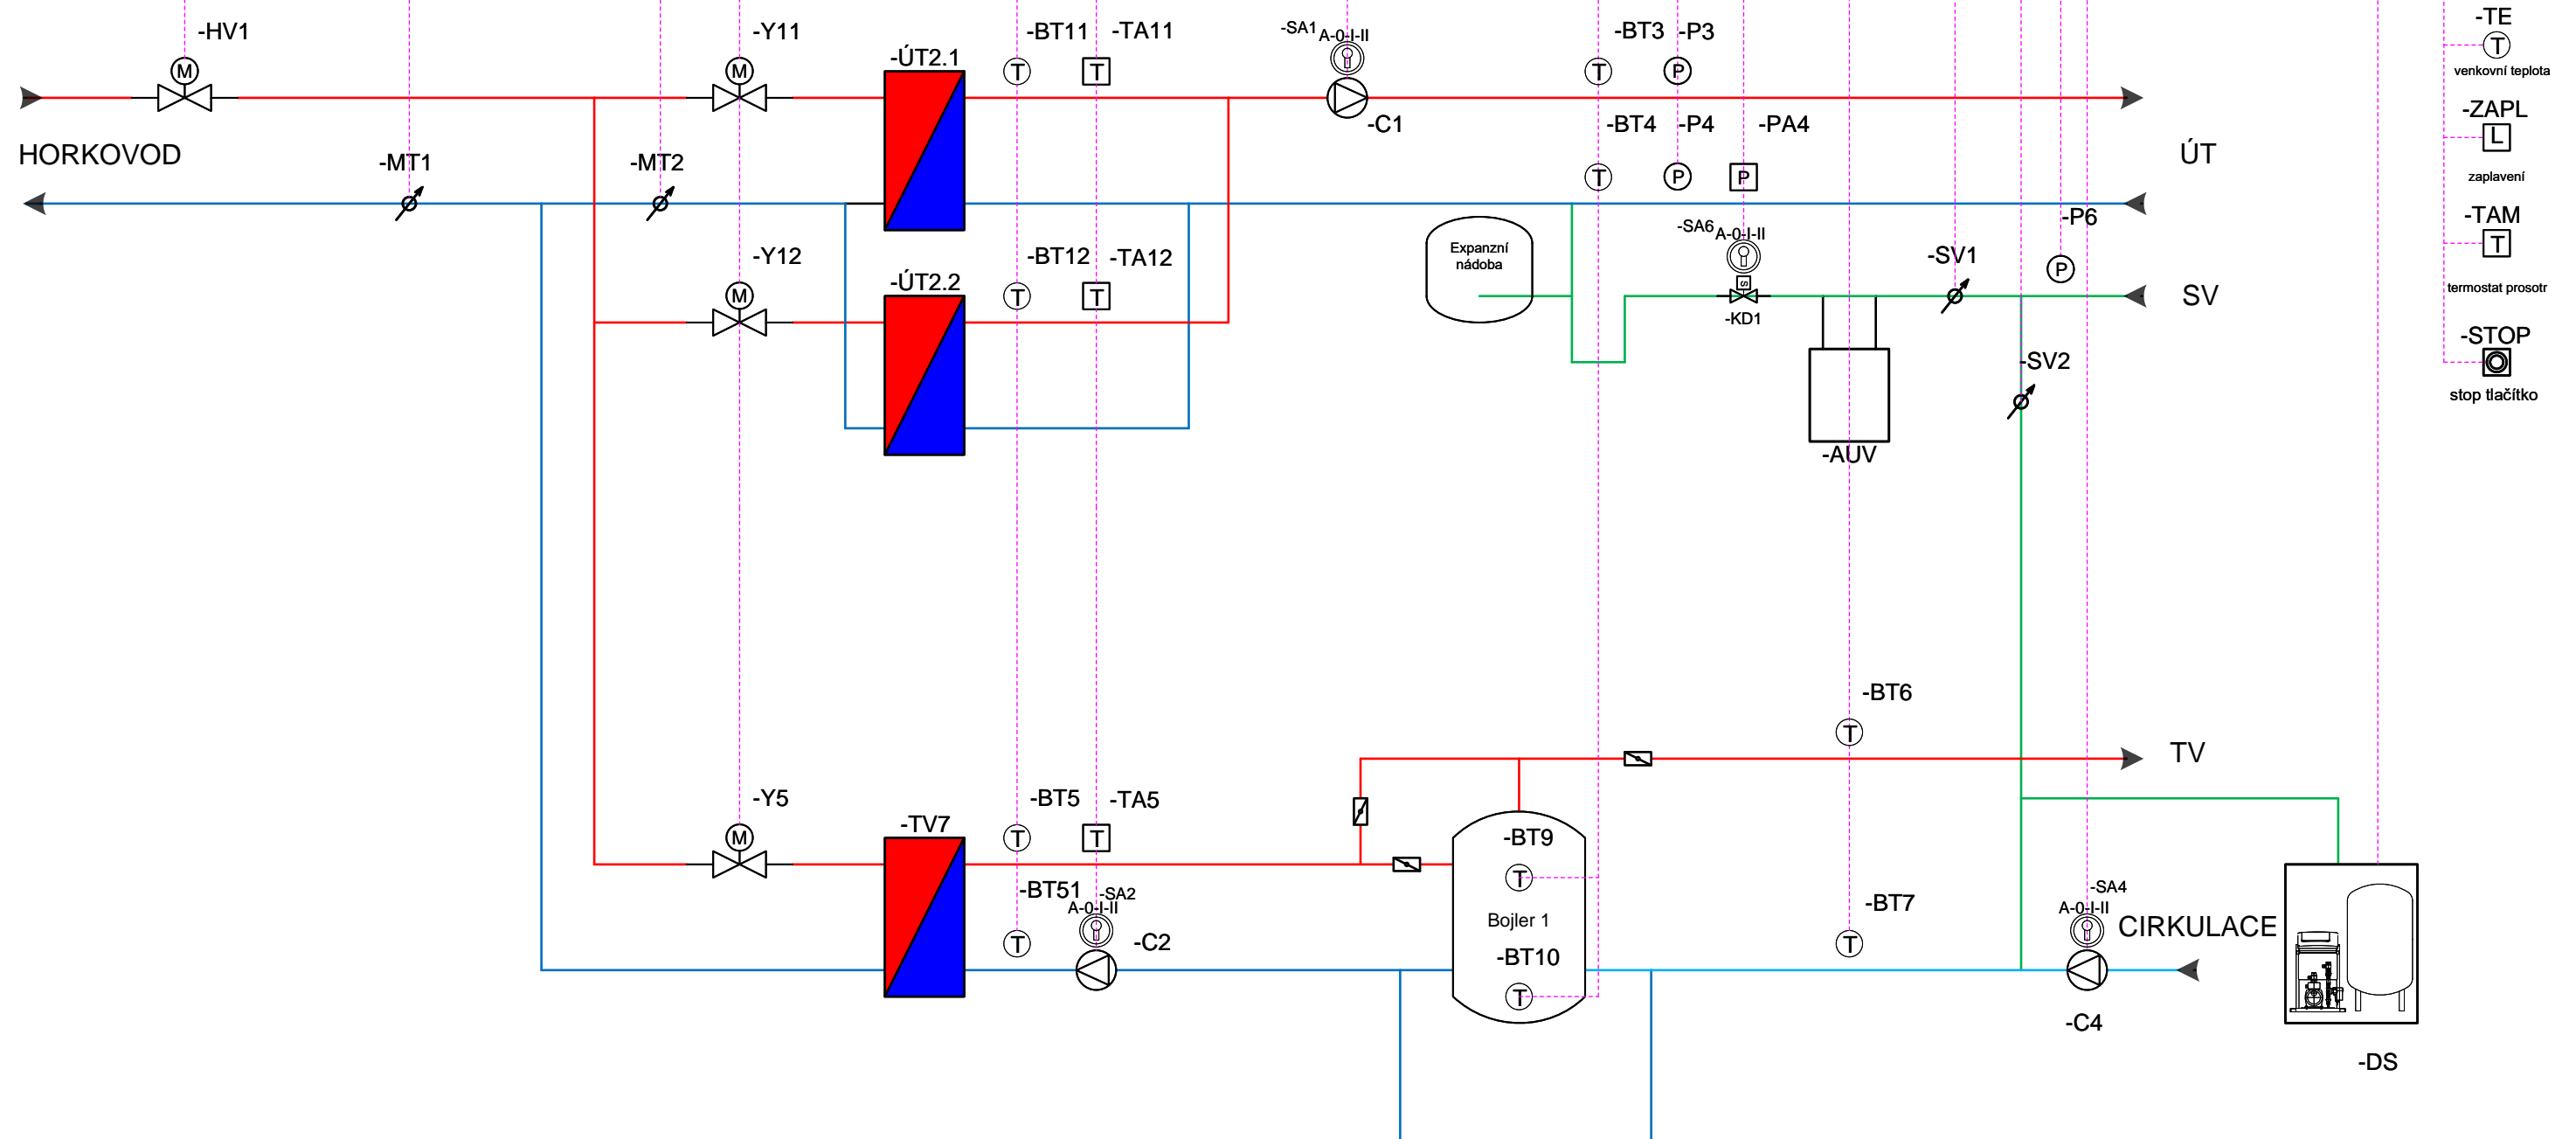 -HV1
-Y11
-BT11
-TA11
-SA1
A-0-I-II
-BT3
-P3
-TE
M
M
-ÚT2.1
T
T
T
P
T
venkovní teplota
-C1
-BT4
-P4
-PA4
-ZAPL
L
HORKOVOD
-MT1
-MT2
ÚT
T
P
P
zaplavení
-P6
-TAM
T
-SA6
A-0-I-II
Expanzní
nádoba
-Y12
-BT12
-TA12
-SV1
P
-ÚT2.2
M
T
T
S
SV
termostat prosotr
-KD1
-STOP
-SV2
stop tlačítko
-AUV
-BT6
T
TV
-Y5
-BT5
-TA5
-TV7
M
T
T
-BT9
T
-BT51
-SA2
A-0-I-II
-SA4
A-0-I-II
-BT7
Bojler 1
CIRKULACE
T
-C2
T
-BT10
T
-C4
-DS